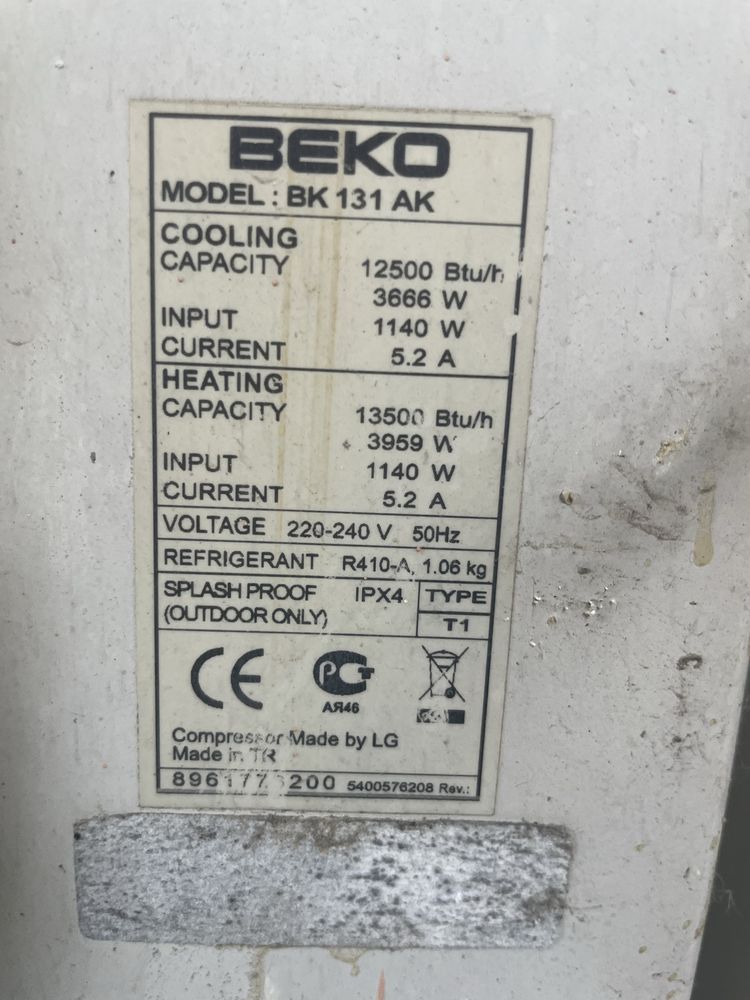 BEKO
MODEL : BK 131 AK
COOLING
CAPACITY 12500 Btu/h
3666 W
INPUT 1140 W
CURRENT 5.2 A
HEATING
CAPACITY 13500 Btu/h
3959 W
INPUT 1140 W
CURRENT 5.2 A
VOLTAGE 220-240 V 50Hz
REFRIGERANT R410-A, 1.06 kg
SPLASH PROOF IPX4 TYPE
(OUTDOOR ONLY) T1
CE
РСТ
АЯ46
Compressor Made by LG
Made in TR
5400576208 Rev.: